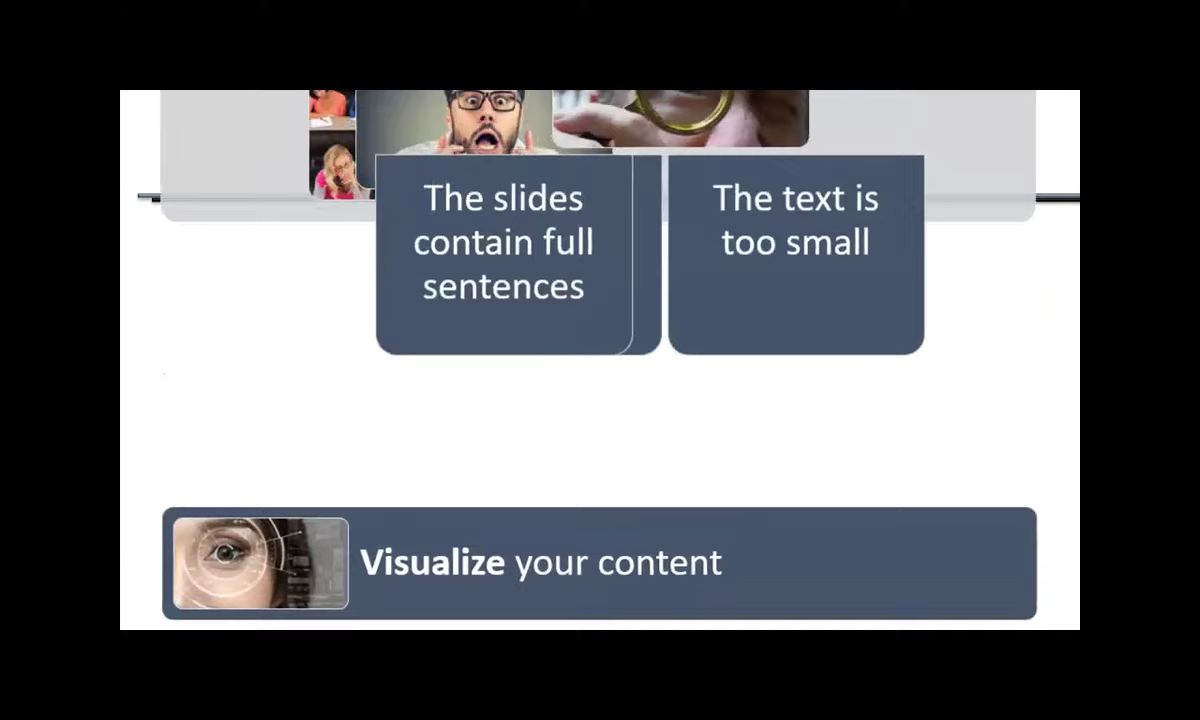 The slides
contain full
sentences
The text is
too small
Visualize your content